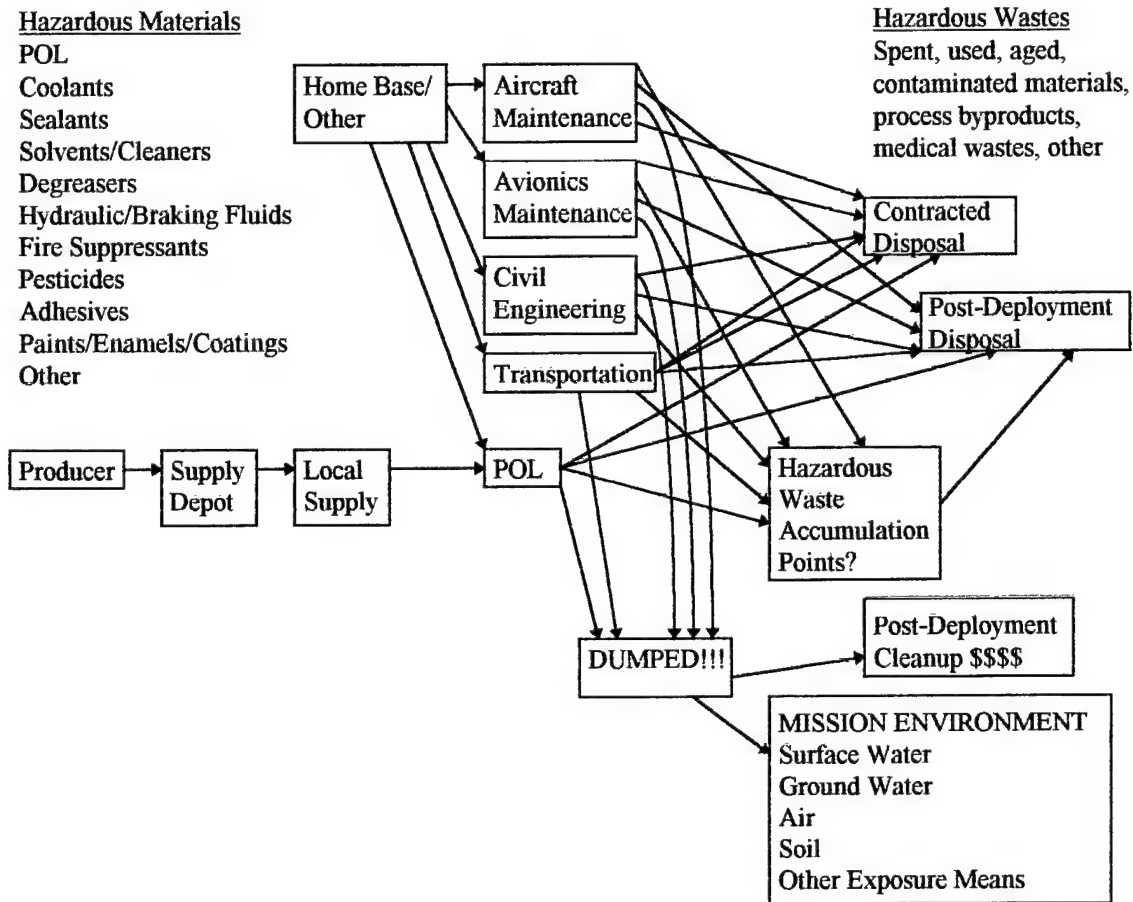 Hazardous Materials
POL
Coolants
Sealants
Solvents/Cleaners
Degreasers
Hydraulic/Braking Fluids
Fire Suppressants
Pesticides
Adhesives
Paints/Enamels/Coatings
Other
Home Base/
Other
Aircraft
Maintenance
Avionics
Maintenance
Civil
Engineering
Transportation
Hazardous Wastes
Spent, used, aged,
contaminated materials,
process byproducts,
medical wastes, other
Contracted
Disposal
Post-Deployment
Disposal
Producer
Supply
Depot
Local
Supply
POL
Hazardous
Waste
Accumulation
Points?
DUMPED!!!
Post-Deployment
Cleanup $$$$
MISSION ENVIRONMENT
Surface Water
Ground Water
Air
Soil
Other Exposure Means